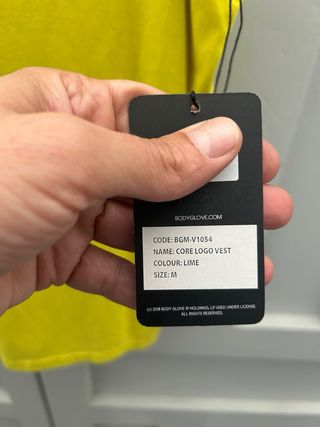 BODYGLOVE.COM
CODE: BGM-V1054
NAME: CORE LOGO VEST
COLOUR: LIME
SIZE: M
(C) 2018 BODY GLOVE IP HOLDINGS, LP USED UNDER LICENSE.
ALL RIGHTS RESERVED.